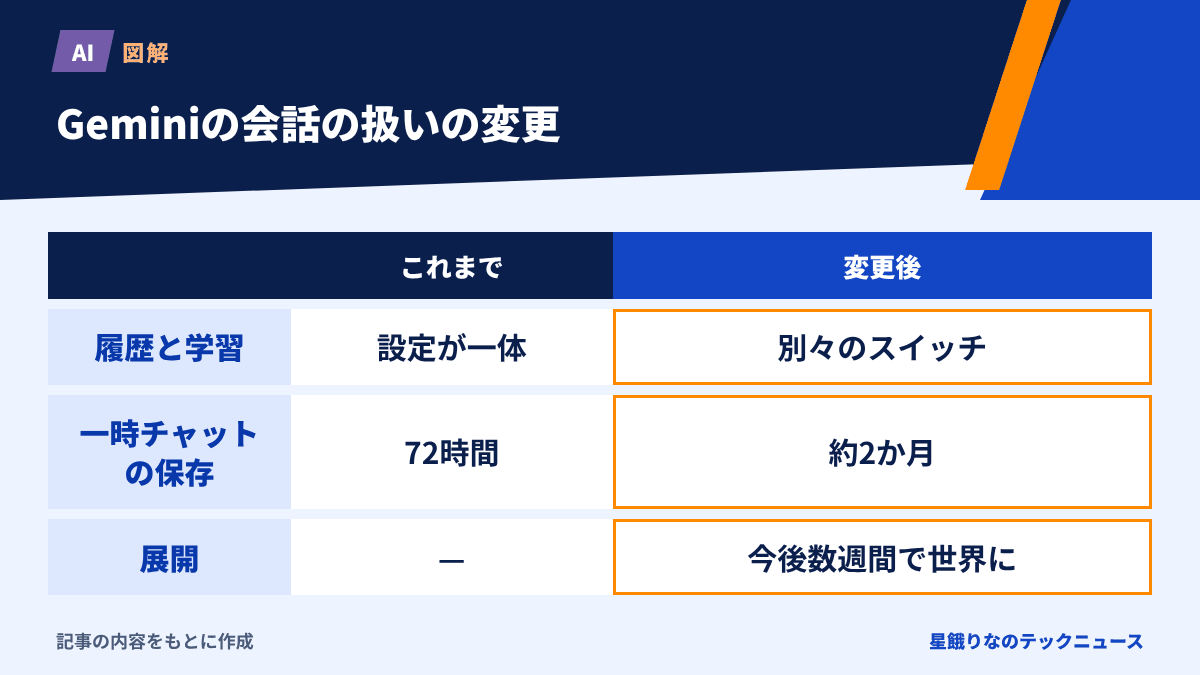 AI 図解
Geminiの会話の扱いの変更
これまで 変更後
履歴と学習 設定が一体 別々のスイッチ
一時チャット
の保存 72時間 約2か月
展開 — 今後数週間で世界に
記事の内容をもとに作成 星餓りなのテックニュース